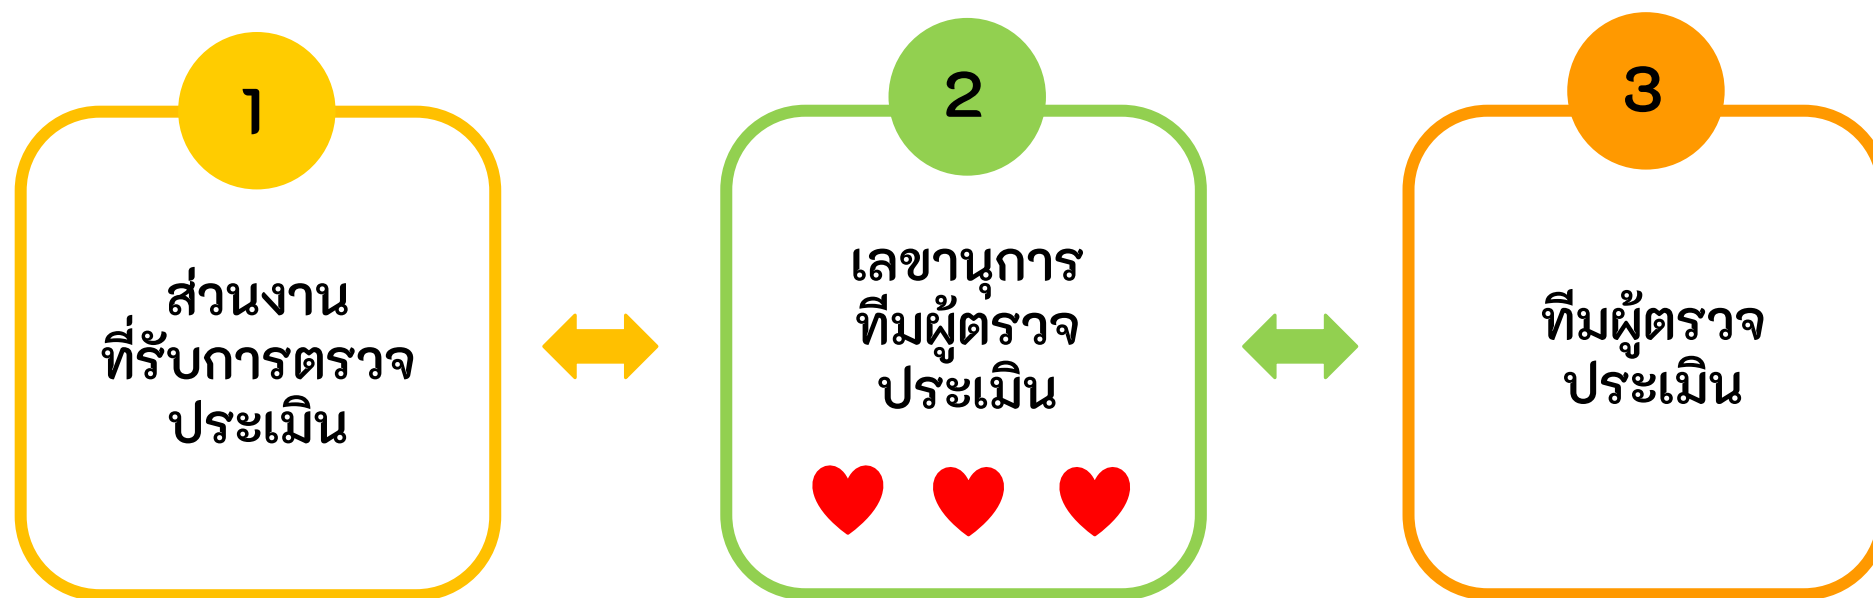 1
ส่วนงาน
ที่รับการตรวจ
ประเมิน
2
เลขานุการ
ทีมผู้ตรวจ
ประเมิน
3
ทีมผู้ตรวจ
ประเมิน